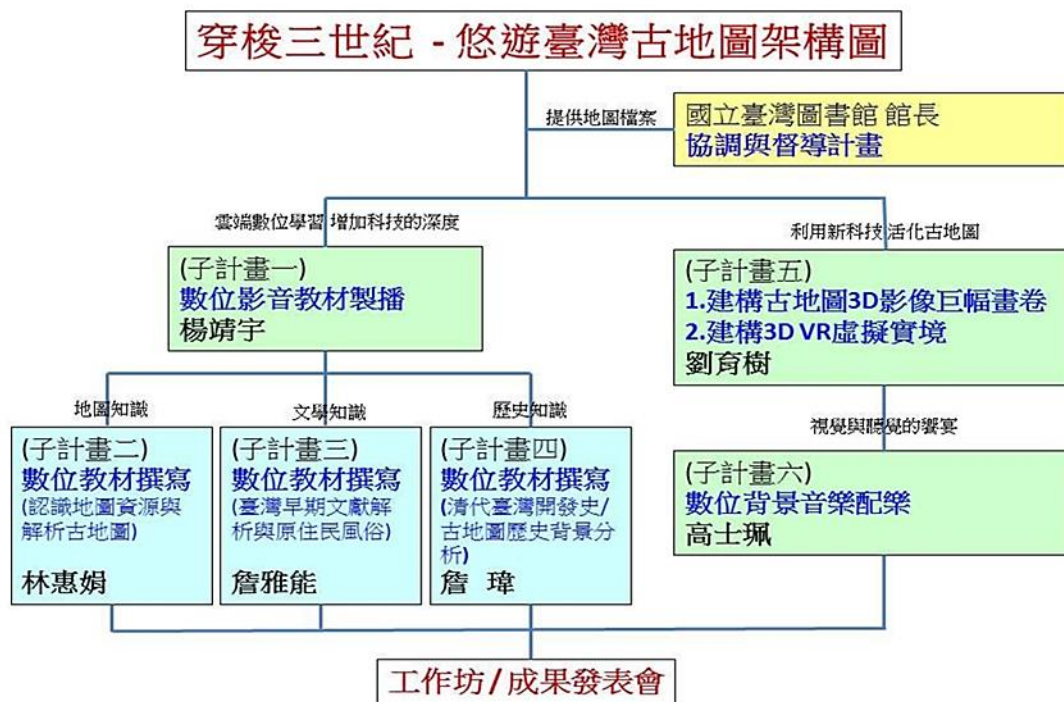 穿梭三世紀 - 悠遊臺灣古地圖架構圖
提供地圖檔案
國立臺灣圖書館 館長
協調與督導計畫
雲端數位學習 增加科技的深度
(子計畫一)
數位影音教材製播
楊靖宇
利用新科技 活化古地圖
(子計畫五)
1.建構古地圖3D影像巨幅畫卷
2.建構3D VR虛擬實境
劉育樹
地圖知識
(子計畫二)
數位教材撰寫
(認識地圖資源與
解析古地圖)
林惠娟
文學知識
(子計畫三)
數位教材撰寫
(臺灣早期文獻解
析與原住民風俗)
詹雅能
歷史知識
(子計畫四)
數位教材撰寫
(清代臺灣開發史/
古地圖歷史背景分
析)
詹 瑋
視覺與聽覺的饗宴
(子計畫六)
數位背景音樂配樂
高士珮
工作坊/成果發表會